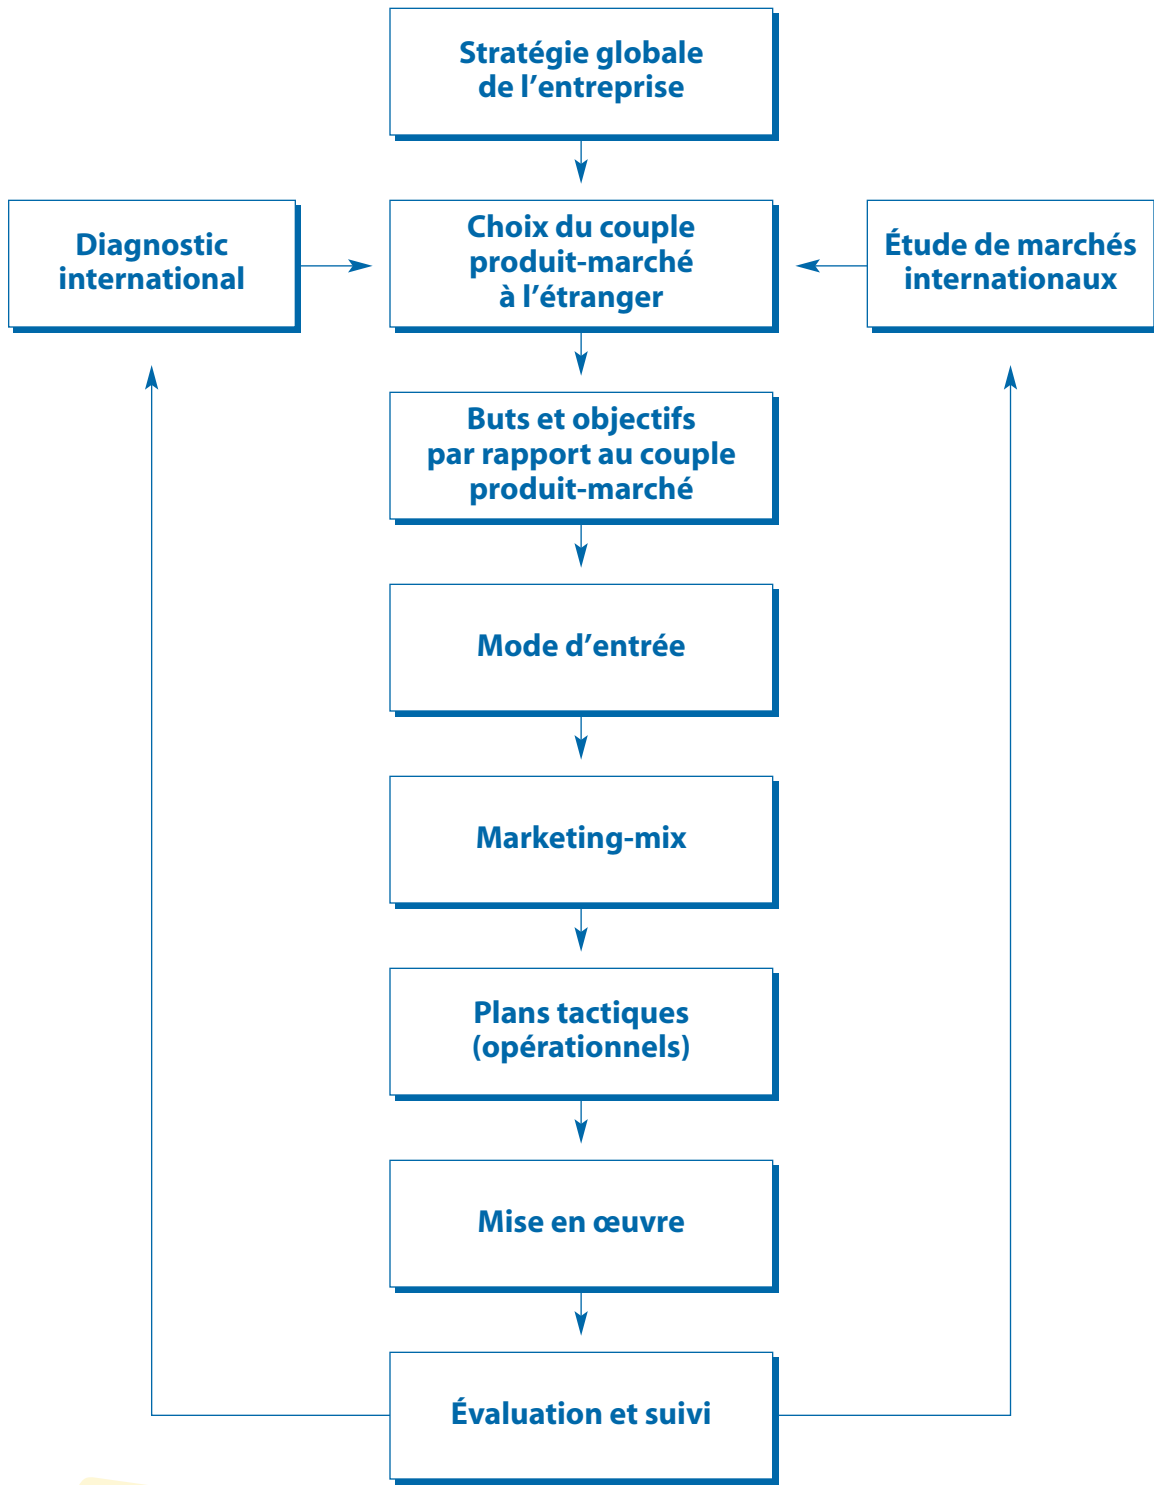 Stratégie globale
de l’entreprise
Diagnostic
international
Choix du couple
produit-marché
à l’étranger
Étude de marchés
internationaux
Buts et objectifs
par rapport au couple
produit-marché
Mode d’entrée
Marketing-mix
Plans tactiques
(opérationnels)
Mise en œuvre
Évaluation et suivi